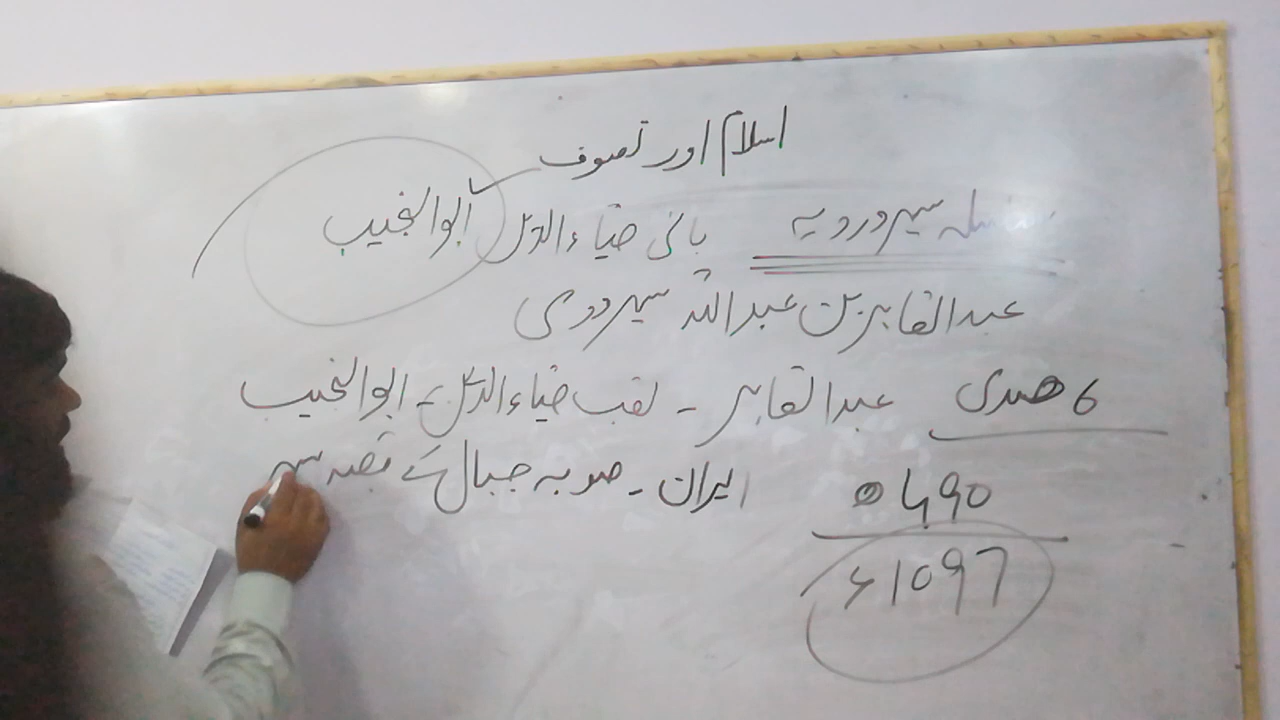 اسلام اور تصوف
سلسلہ سہروردیہ بانی ضیاء الدین ابوالنجیب
عبدالقاہر بن عبداللہ سہروردی
6 صدی عبدالقاہر - لقب ضیاء الدین - ابوالنجیب
ایران - صوبہ جبال کے قصبہ سہر
490ھ
1097ء